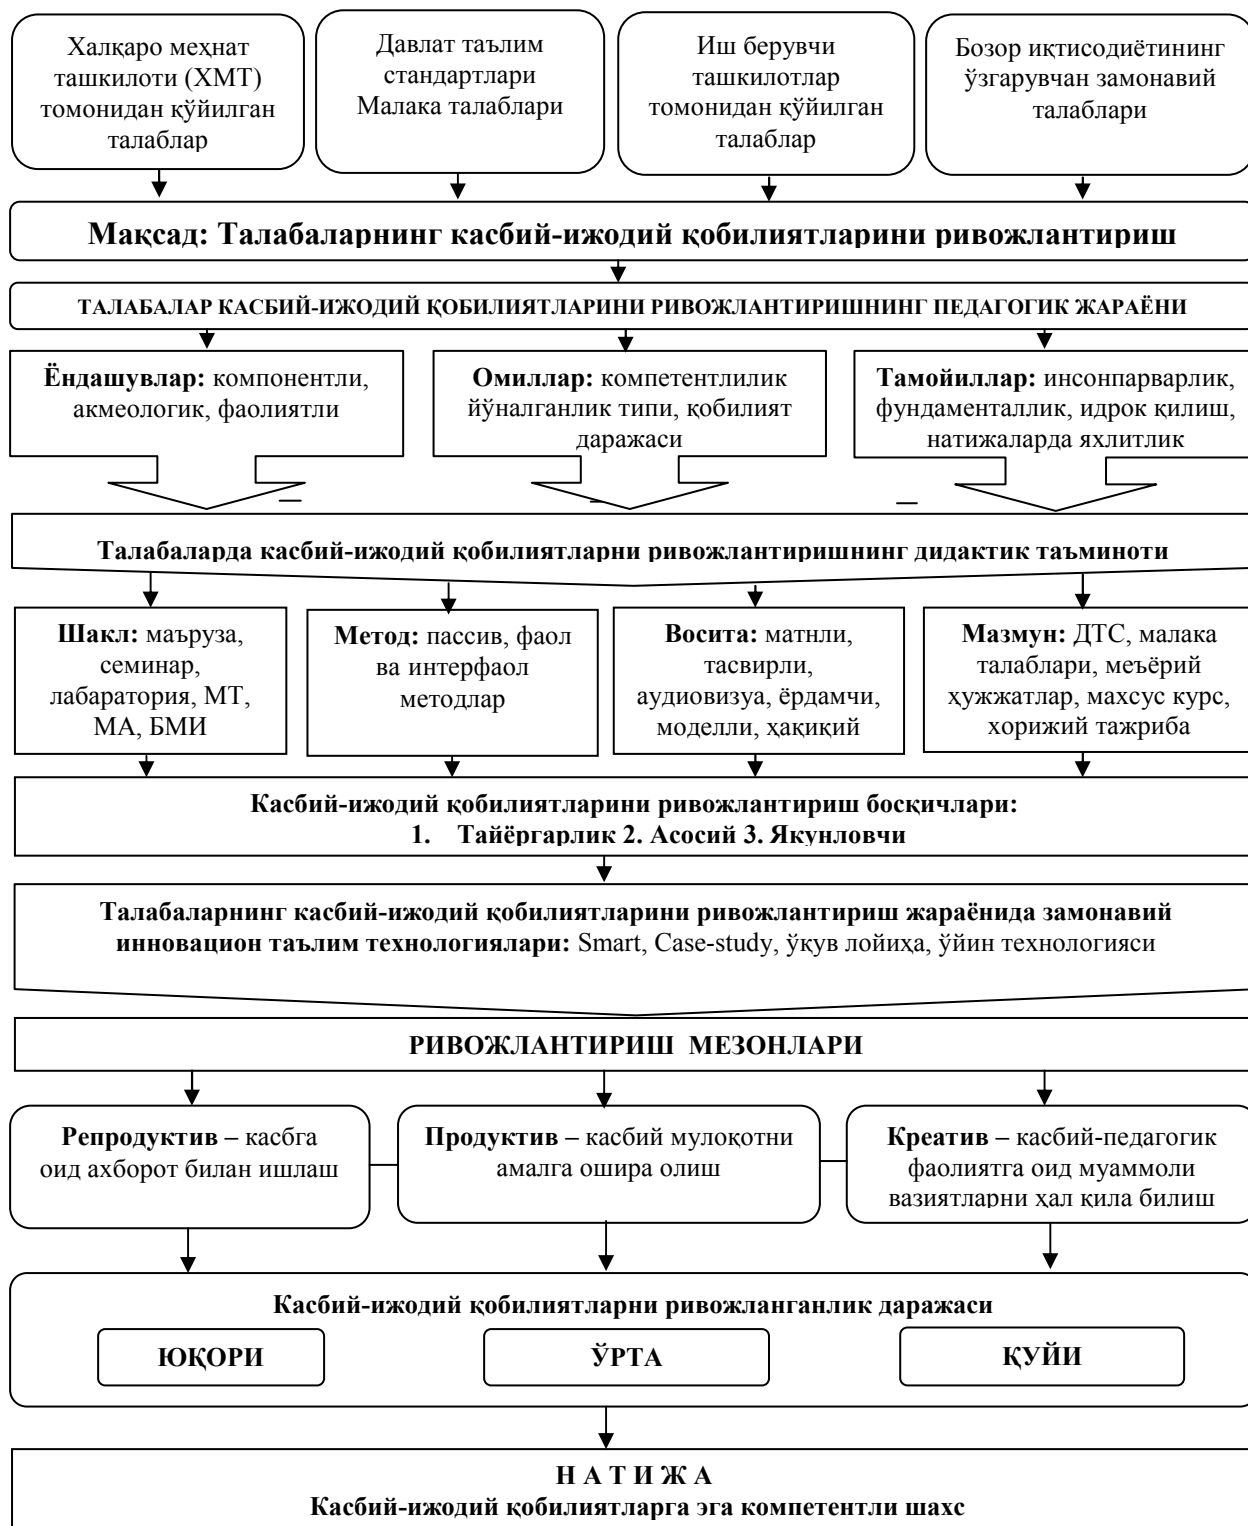 Халқаро меҳнат
ташкилоти (ХМТ)
томонидан қўйилган
талаблар
Давлат таълим
стандартлари
Малака талаблари
Иш берувчи
ташкилотлар
томонидан қўйилган
талаблар
Бозор иқтисодиётининг
ўзгарувчан замонавий
талаблари
Мақсад: Талабаларнинг касбий-ижодий қобилиятларини ривожлантириш
ТАЛАБАЛАР КАСБИЙ-ИЖОДИЙ ҚОБИЛИЯТЛАРИНИ РИВОЖЛАНТИРИШНИНГ ПЕДАГОГИК ЖАРАЁНИ
Ёндашувлар: компонентли,
акмеологик, фаолиятли
Омиллар: компетентлилик
йўналганлик типи, қобилият
даражаси
Тамойиллар: инсонпарварлик,
фундаменталлик, идрок қилиш,
натижаларда яхлитлик
Талабаларда касбий-ижодий қобилиятларни ривожлантиришнинг дидактик таъминоти
Шакл: маъруза,
семинар,
лабаратория, МТ,
МА, БМИ
Метод: пассив, фаол
ва интерфаол
методлар
Восита: матнли,
тасвирли,
аудиовизуа, ёрдамчи,
моделли, ҳақиқий
Мазмун: ДТС, малака
талаблари, меъёрий
ҳужжатлар, махсус курс,
хорижий тажриба
Касбий-ижодий қобилиятларини ривожлантириш босқичлари:
1. Тайёргарлик 2. Асосий 3. Якунловчи
Талабаларнинг касбий-ижодий қобилиятларини ривожлантириш жараёнида замонавий
инновацион таълим технологиялари: Smart, Case-study, ўқув лойиҳа, ўйин технологияси
РИВОЖЛАНТИРИШ МЕЗОНЛАРИ
Репродуктив – касбга
оид ахборот билан ишлаш
Продуктив – касбий мулоқотни
амалга ошира олиш
Креатив – касбий-педагогик
фаолиятга оид муаммоли
вазиятларни ҳал қила билиш
Касбий-ижодий қобилиятларни ривожланганлик даражаси
ЮҚОРИ
ЎРТА
ҚУЙИ
Н А Т И Ж А
Касбий-ижодий қобилиятларга эга компетентли шахс